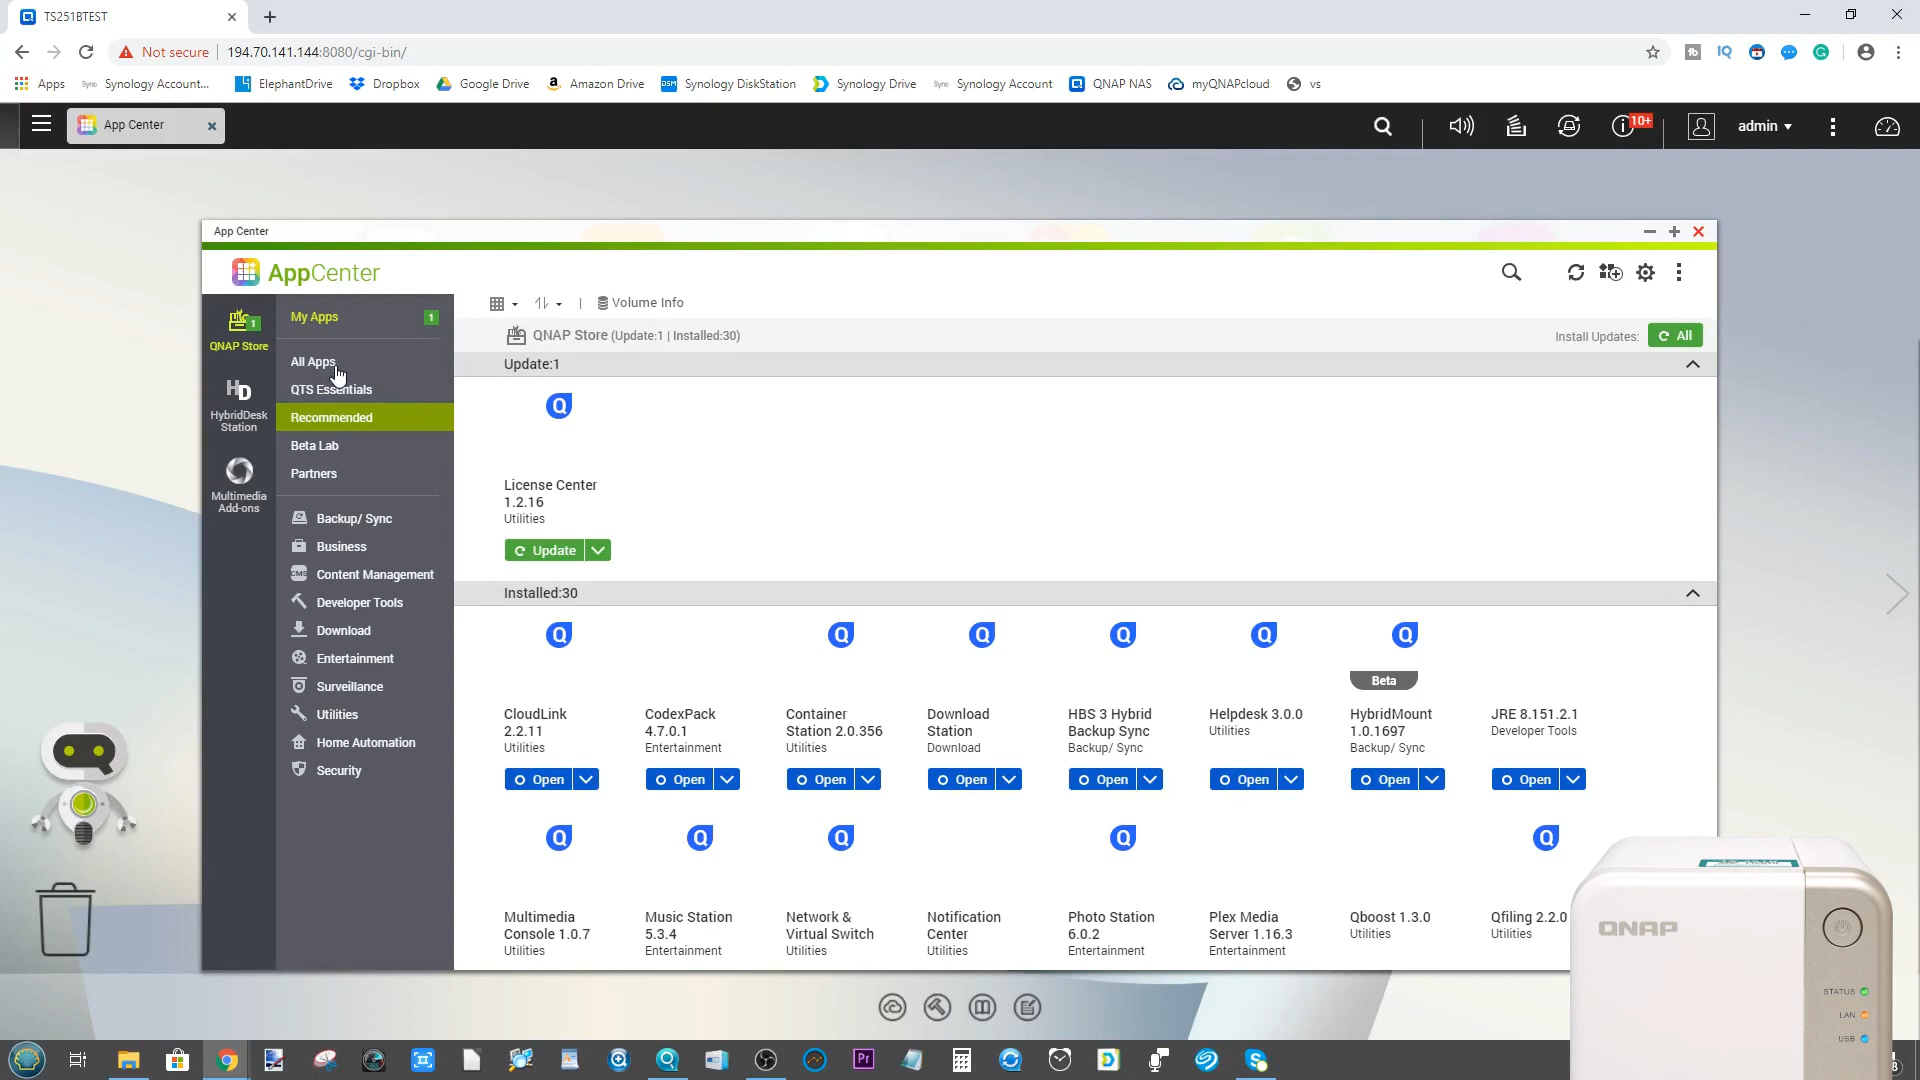 TS251BTEST
Not secure
194.70.141.144:8080/cgi-bin/
Apps
Synology Account...
ElephantDrive
Dropbox
Google Drive
Amazon Drive
Synology DiskStation
Synology Drive
Synology Account
QNAP NAS
myQNAPcloud
vs
App Center
10+
admin
App Center
AppCenter
QNAP Store
1
HD
HybridDesk
Station
Multimedia
Add-ons
My Apps
1
All Apps
QTS Essentials
Recommended
Beta Lab
Partners
Backup/ Sync
Business
Content Management
Developer Tools
Download
Entertainment
Surveillance
Utilities
Home Automation
Security
Volume Info
QNAP Store (Update:1 | Installed:30)
Install Updates:
All
Update:1
License Center
1.2.16
Utilities
Update
Installed:30
CloudLink
2.2.11
Utilities
Open
CodexPack
4.7.0.1
Entertainment
Open
Container
Station 2.0.356
Utilities
Open
Download
Station
Download
Open
HBS 3 Hybrid
Backup Sync
Backup/ Sync
Open
Helpdesk 3.0.0
Utilities
Open
Beta
HybridMount
1.0.1697
Backup/ Sync
Open
JRE 8.151.2.1
Developer Tools
Open
Multimedia
Console 1.0.7
Utilities
Music Station
5.3.4
Entertainment
Network &
Virtual Switch
Utilities
Notification
Center
Utilities
Photo Station
6.0.2
Entertainment
Plex Media
Server 1.16.3
Entertainment
Qboost 1.3.0
Utilities
Qfiling 2.2.0
Utilities
QNAP
STATUS
LAN
USB